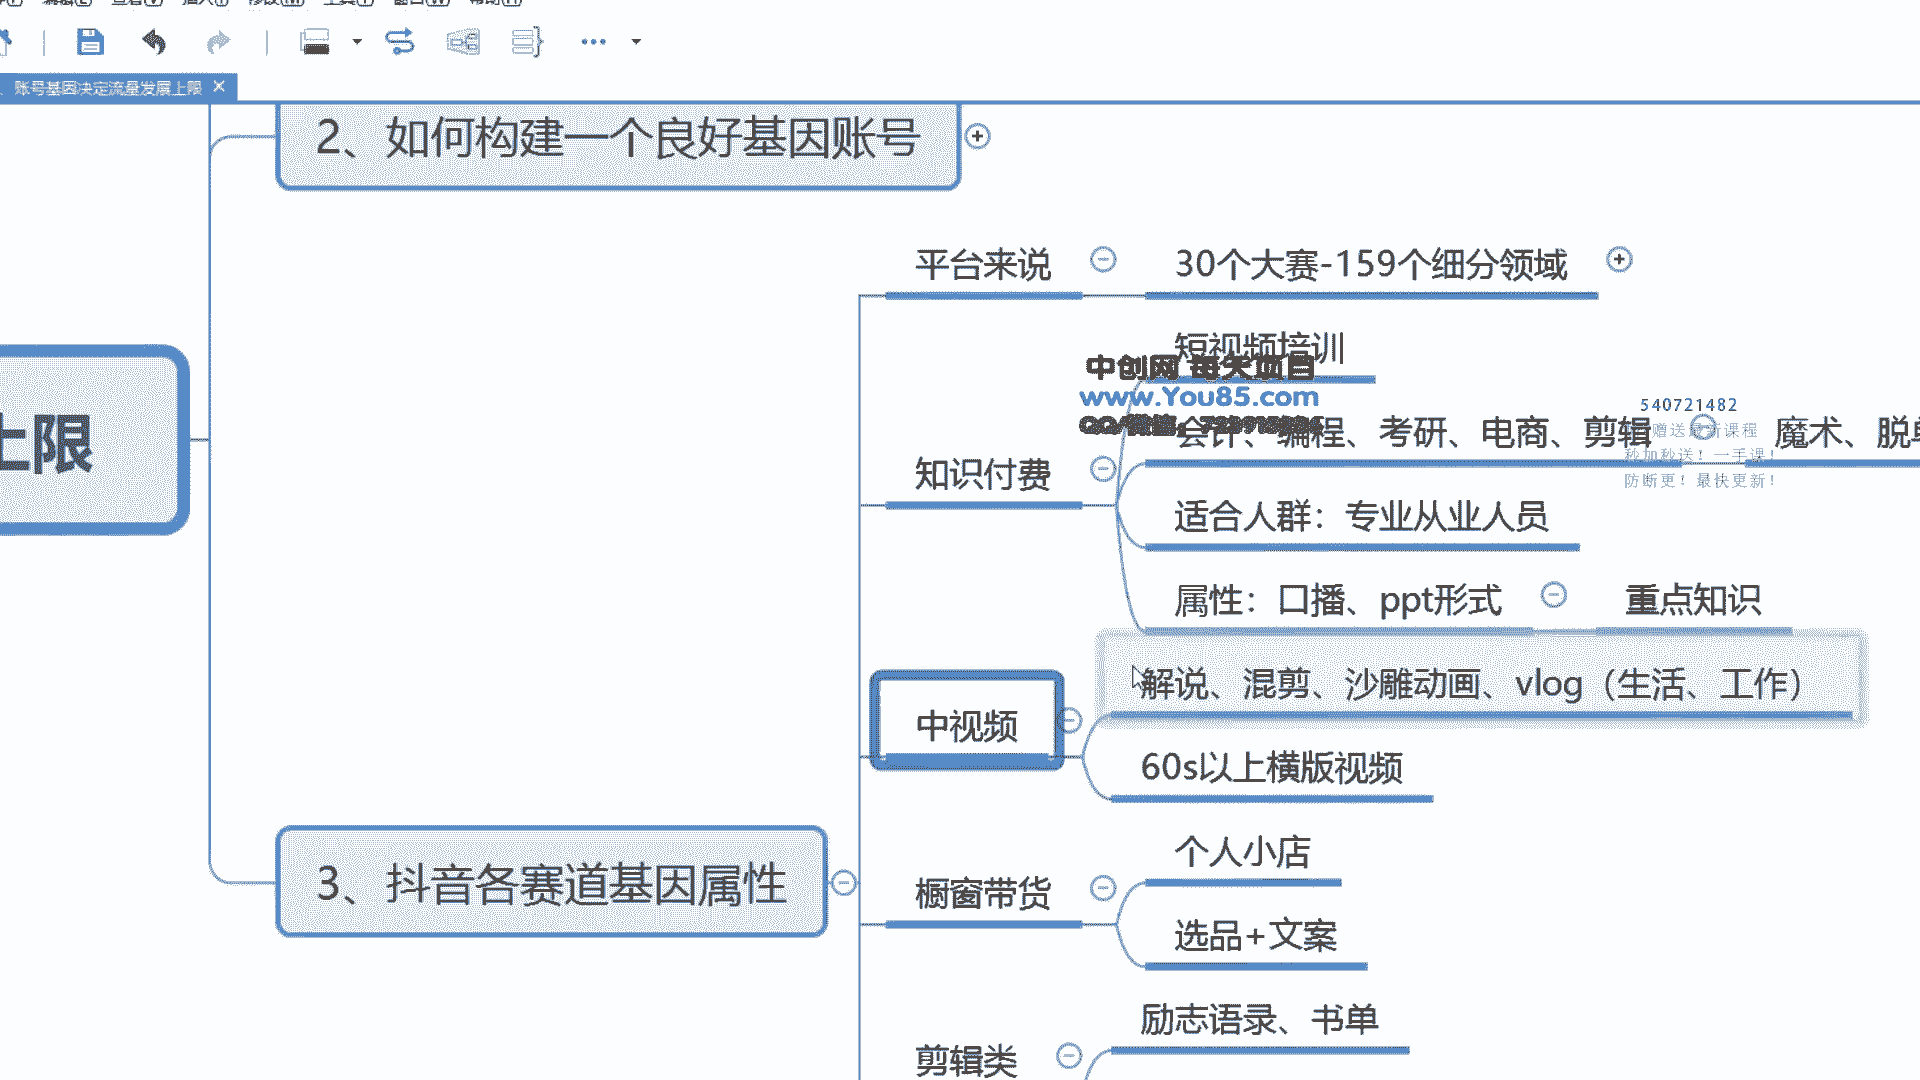 账号基因决定流量发展上限
2、如何构建一个良好基因账号
平台来说
30个大赛-159个细分领域
短视频培训
中创网 每天项目
www.You85.com
540721482
会计、编程、考研、电商、剪辑
魔术、脱单
赠送最新课程
秒加秒送！一手课！
防断更！最快更新！
知识付费
适合人群：专业从业人员
属性：口播、ppt形式
重点知识
上限
解说、混剪、沙雕动画、vlog（生活、工作）
中视频
60s以上横版视频
个人小店
3、抖音各赛道基因属性
橱窗带货
选品+文案
励志语录、书单
剪辑类